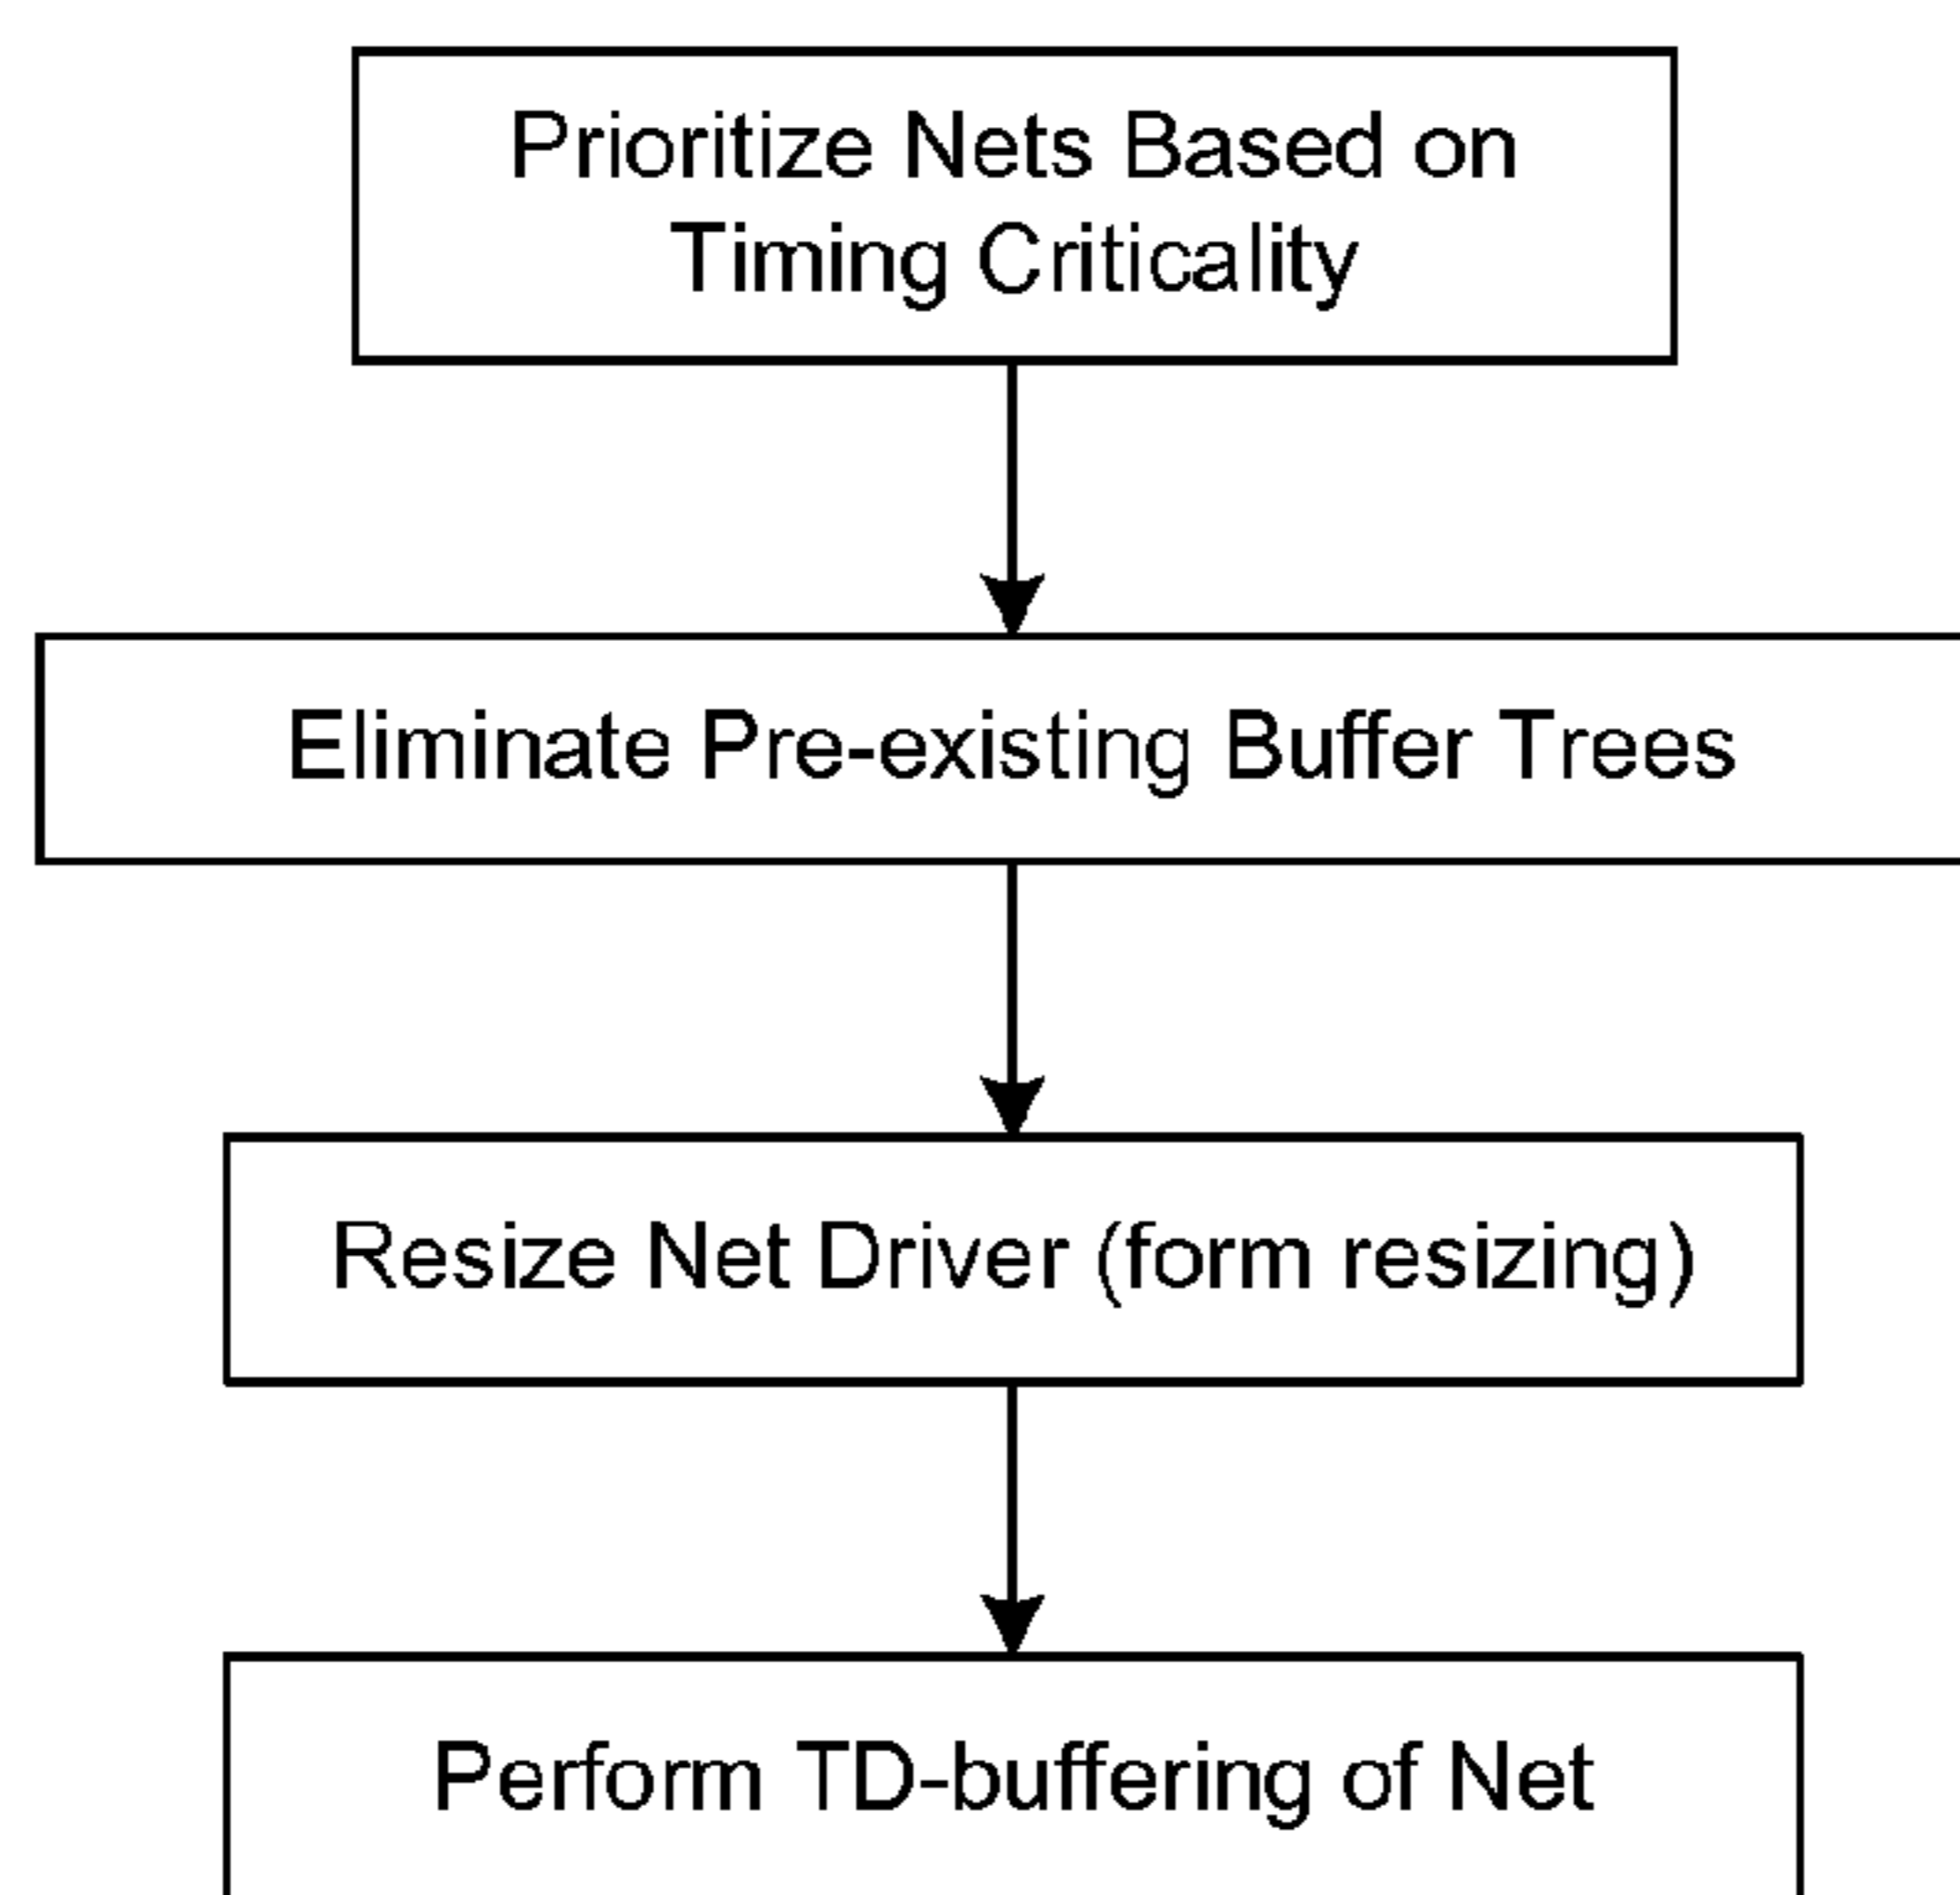 Prioritize Nets Based on
Timing Criticality
Eliminate Pre-existing Buffer Trees
Resize Net Driver (form resizing)
Perform TD-buffering of Net